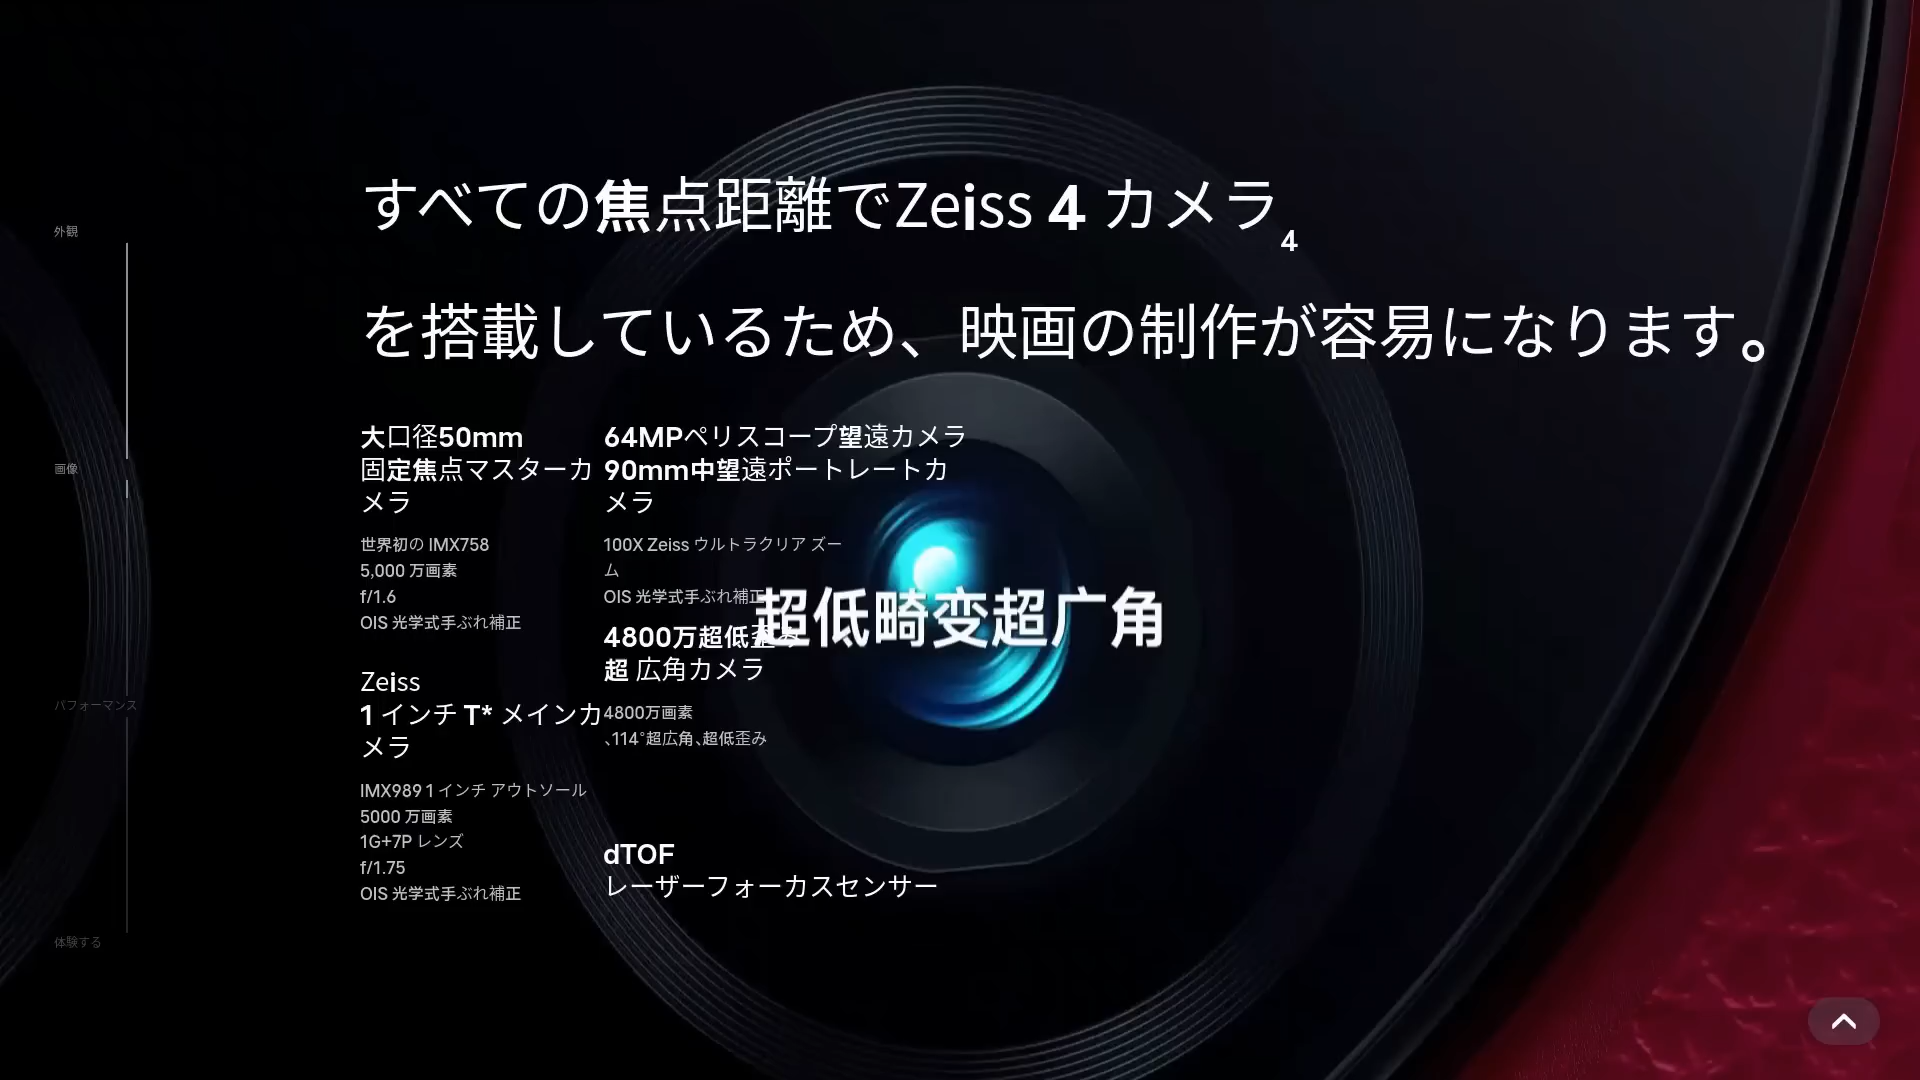 すべての焦点距離でZeiss 4 カメラ4
を搭載しているため、映画の制作が容易になります。
外観
画像
パフォーマンス
体験する
大口径50mm
固定焦点マスターカ
メラ
世界初の IMX758
5,000 万画素
f/1.6
OIS 光学式手ぶれ補正
Zeiss
1 インチ T* メインカ
メラ
IMX989 1 インチ アウトソール
5000 万画素
1G+7P レンズ
f/1.75
OIS 光学式手ぶれ補正
64MPペリスコープ望遠カメラ
90mm中望遠ポートレートカ
メラ
100X Zeiss ウルトラクリア ズー
ム
OIS 光学式手ぶれ補正
超低畸变超广角
4800万超低歪の
超 広角カメラ
4800万画素
、114°超広角、超低歪み
dTOF
レーザーフォーカスセンサー